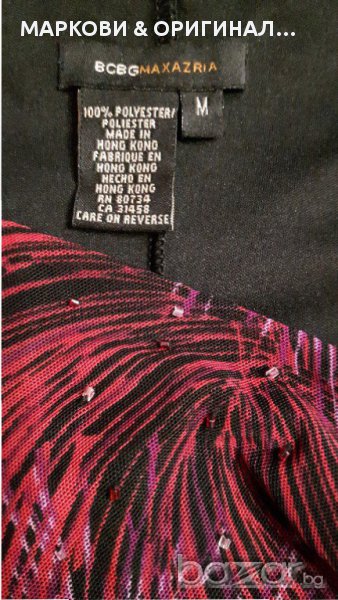 МАРКОВИ & ОРИГИНАЛ...
BCBGMAXAZRIA
M
100% POLYESTER/
POLIESTER
MADE IN
HONG KONG
FABRIQUE EN
HONG KONG
HECHO EN
HONG KONG
RN 80734
CA 31458
CARE ON REVERSE
bazar.bg